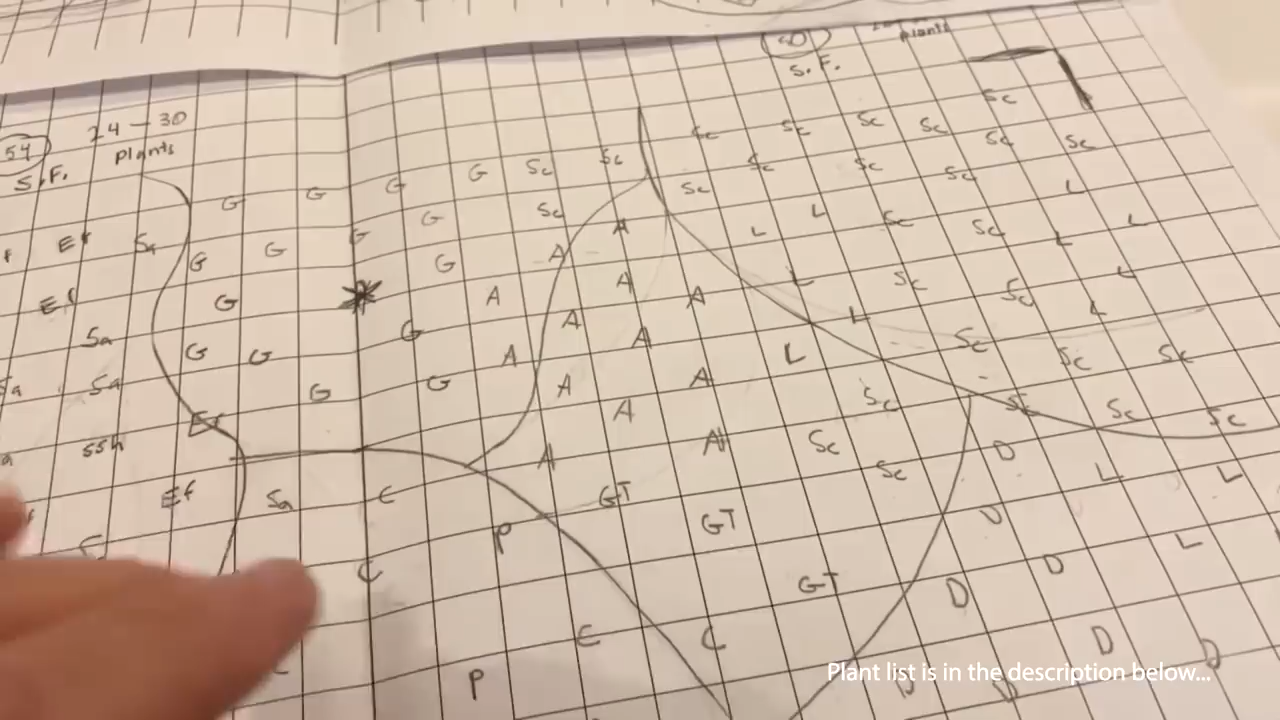 40
plants
S.F.
54
24-30
plants
S.F.
Sc
Sc Sc Sc Sc Sc Sc
G G G G Sc Sc Sc Sc Sc Sc
G Sc A L L Sc Sc L L
Ef Sa G G G G A L Sc Sc L L
Ef G A A A L Sc L
Sa G G G A A L Sc Sc Sc
Sa Sa G G A A A Sc Sc Sc Sc
Ef A A Sc D
ssh A Sc L L
Ef Sa C GT GT D
P L
C GT D D
C C D D
P D D
Plant list is in the description below...